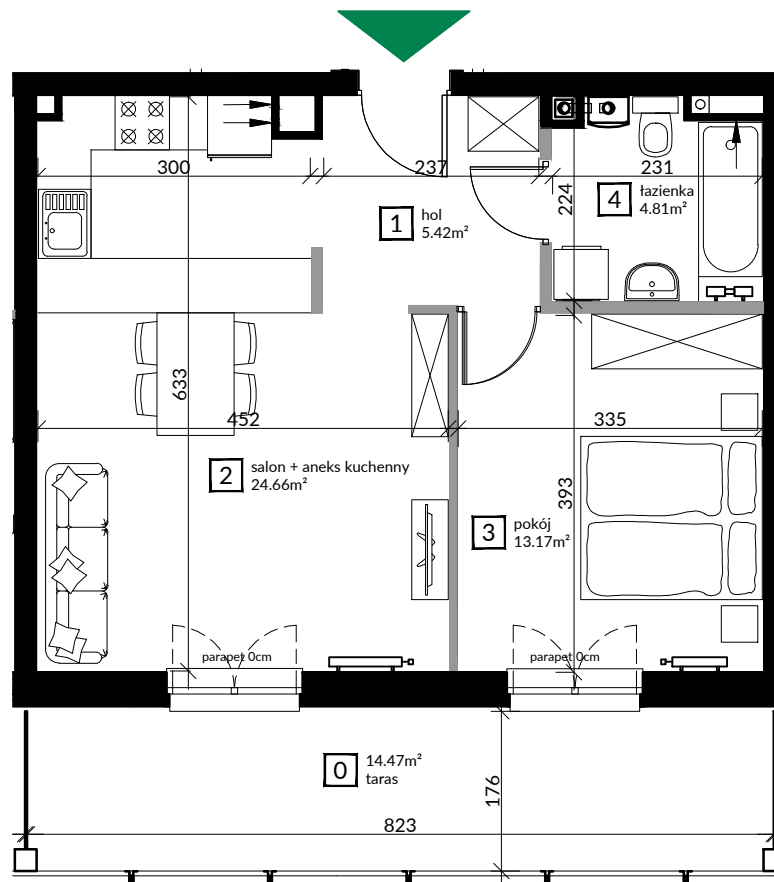 300
237
231
224
4
łazienka
4.81m²
1
hol
5.42m²
633
452
335
2
salon + aneks kuchenny
24.66m²
393
3
pokój
13.17m²
parapet 0cm
parapet 0cm
0
14.47m²
taras
176
823